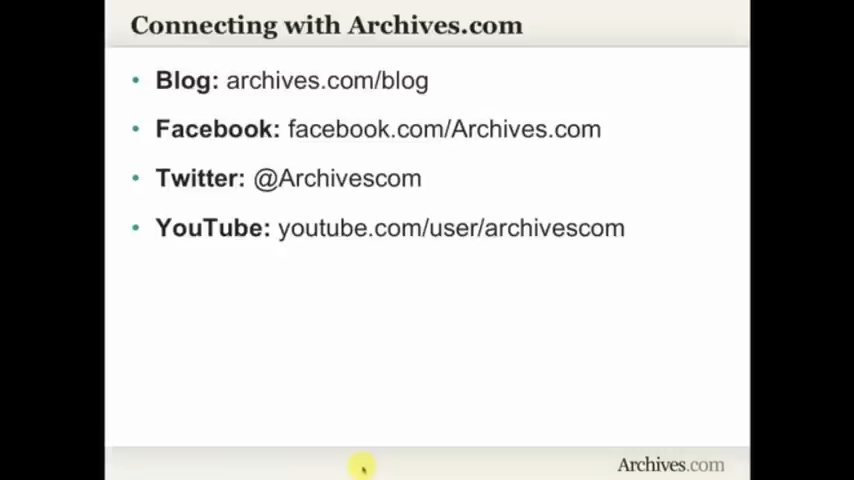 Connecting with Archives.com
• Blog: archives.com/blog
• Facebook: facebook.com/Archives.com
• Twitter: @Archivescom
• YouTube: youtube.com/user/archivescom
Archives.com